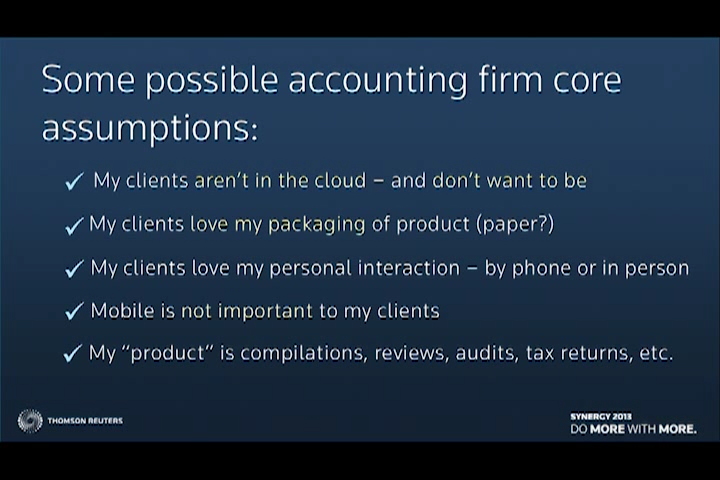 Some possible accounting firm core
assumptions:
My clients aren't in the cloud – and don't want to be
My clients love my packaging of product (paper?)
My clients love my personal interaction – by phone or in person
Mobile is not important to my clients
My "product" is compilations, reviews, audits, tax returns, etc.
THOMSON REUTERS
SYNERGY 2013
DO MORE WITH MORE.